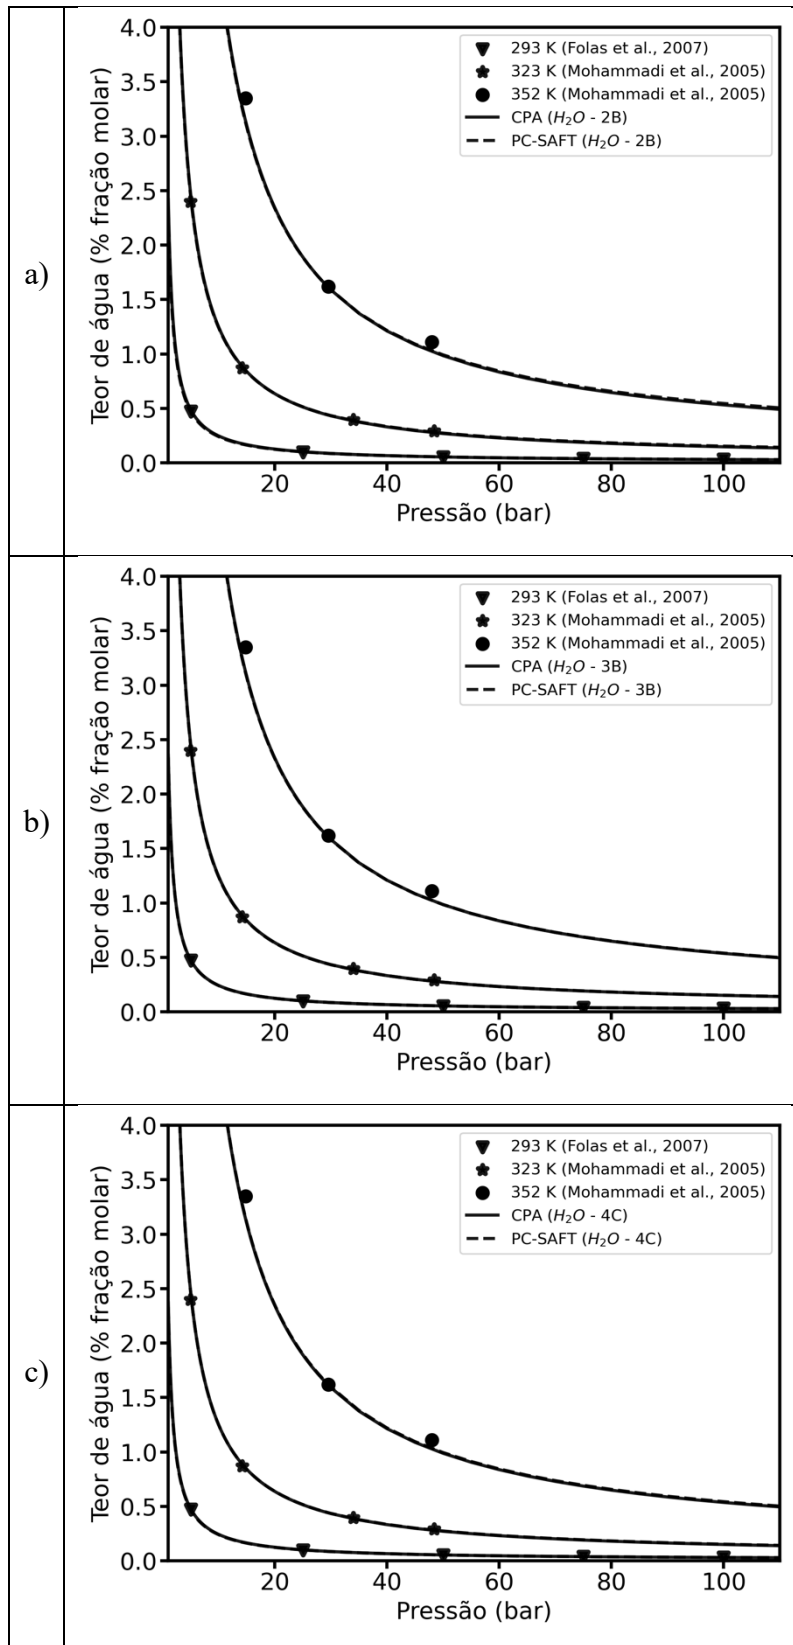 a)
Teor de água (% fração molar)
4.0
3.5
3.0
2.5
2.0
1.5
1.0
0.5
0.0
293 K (Folas et al., 2007)
323 K (Mohammadi et al., 2005)
352 K (Mohammadi et al., 2005)
CPA (H₂O - 2B)
PC-SAFT (H₂O - 2B)
20 40 60 80 100
Pressão (bar)
b)
Teor de água (% fração molar)
4.0
3.5
3.0
2.5
2.0
1.5
1.0
0.5
0.0
293 K (Folas et al., 2007)
323 K (Mohammadi et al., 2005)
352 K (Mohammadi et al., 2005)
CPA (H₂O - 3B)
PC-SAFT (H₂O - 3B)
20 40 60 80 100
Pressão (bar)
c)
Teor de água (% fração molar)
4.0
3.5
3.0
2.5
2.0
1.5
1.0
0.5
0.0
293 K (Folas et al., 2007)
323 K (Mohammadi et al., 2005)
352 K (Mohammadi et al., 2005)
CPA (H₂O - 4C)
PC-SAFT (H₂O - 4C)
20 40 60 80 100
Pressão (bar)